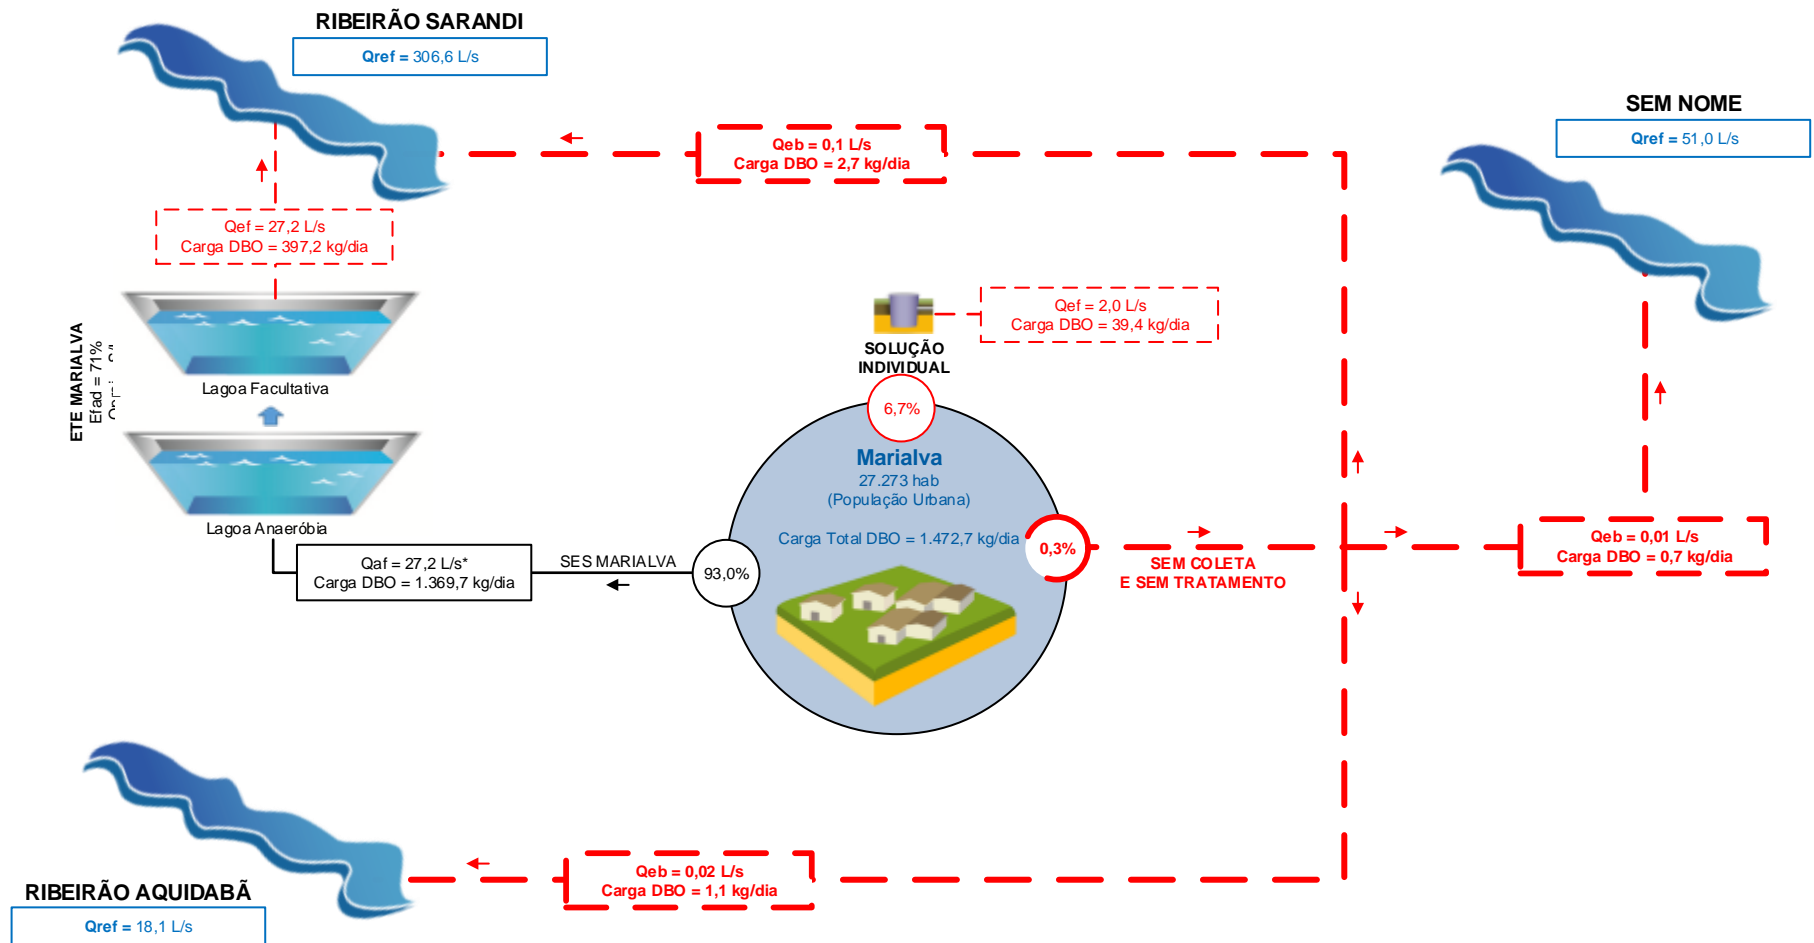 RIBEIRÃO SARANDI
Qref = 306,6 L/s
SEM NOME
Qref = 51,0 L/s
Qeb = 0,1 L/s
Carga DBO = 2,7 kg/dia
Qef = 27,2 L/s
Carga DBO = 397,2 kg/dia
Qef = 2,0 L/s
Carga DBO = 39,4 kg/dia
SOLUÇÃO
INDIVIDUAL
6,7%
ETE MARIALVA
Efad = 71%
Lagoa Facultativa
Lagoa Anaeróbia
Marialva
27.273 hab
(População Urbana)
Carga Total DBO = 1.472,7 kg/dia
0,3%
SEM COLETA
E SEM TRATAMENTO
Qeb = 0,01 L/s
Carga DBO = 0,7 kg/dia
Qaf = 27,2 L/s*
Carga DBO = 1.369,7 kg/dia
SES MARIALVA
93,0%
Qeb = 0,02 L/s
Carga DBO = 1,1 kg/dia
RIBEIRÃO AQUIDABÃ
Qref = 18,1 L/s